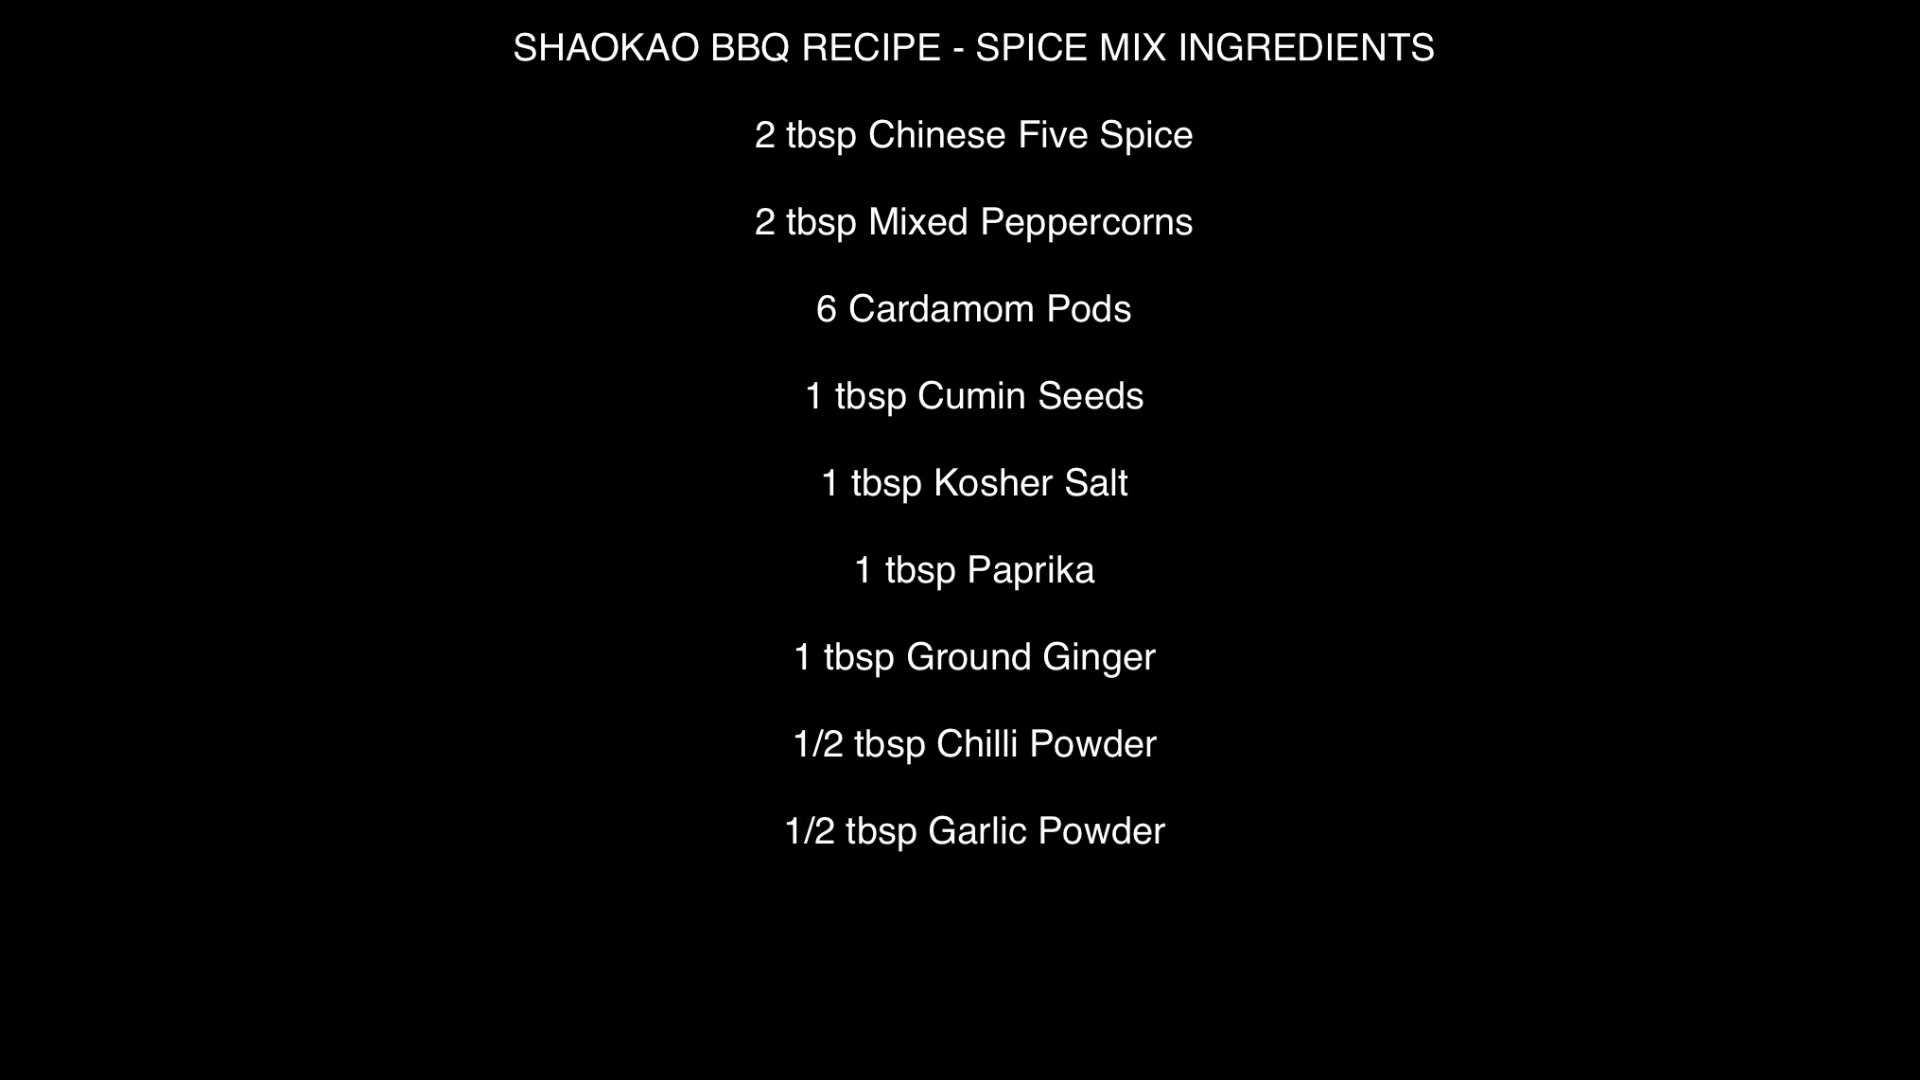 SHAOKAO BBQ RECIPE - SPICE MIX INGREDIENTS
2 tbsp Chinese Five Spice
2 tbsp Mixed Peppercorns
6 Cardamom Pods
1 tbsp Cumin Seeds
1 tbsp Kosher Salt
1 tbsp Paprika
1 tbsp Ground Ginger
1/2 tbsp Chilli Powder
1/2 tbsp Garlic Powder